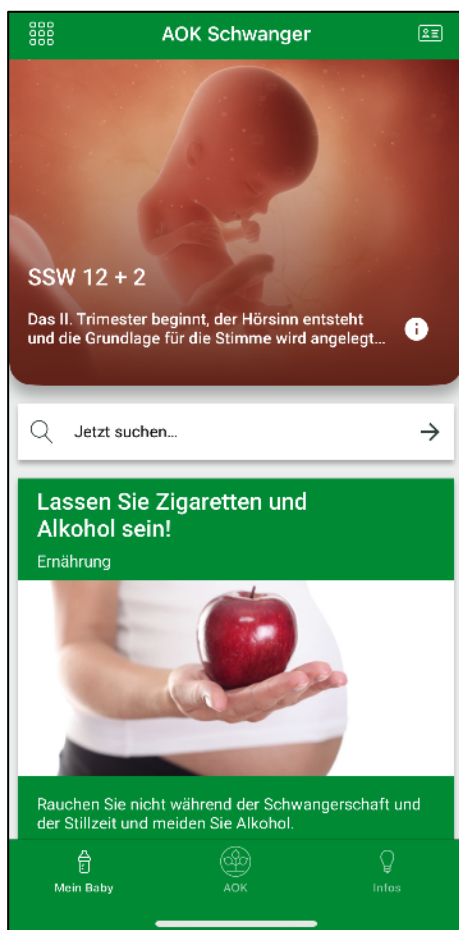 AOK Schwanger
SSW 12 + 2
Das II. Trimester beginnt, der Hörsinn entsteht
und die Grundlage für die Stimme wird angelegt...
Jetzt suchen...
Lassen Sie Zigaretten und
Alkohol sein!
Ernährung
Rauchen Sie nicht während der Schwangerschaft und
der Stillzeit und meiden Sie Alkohol.
Mein Baby
AOK
Infos